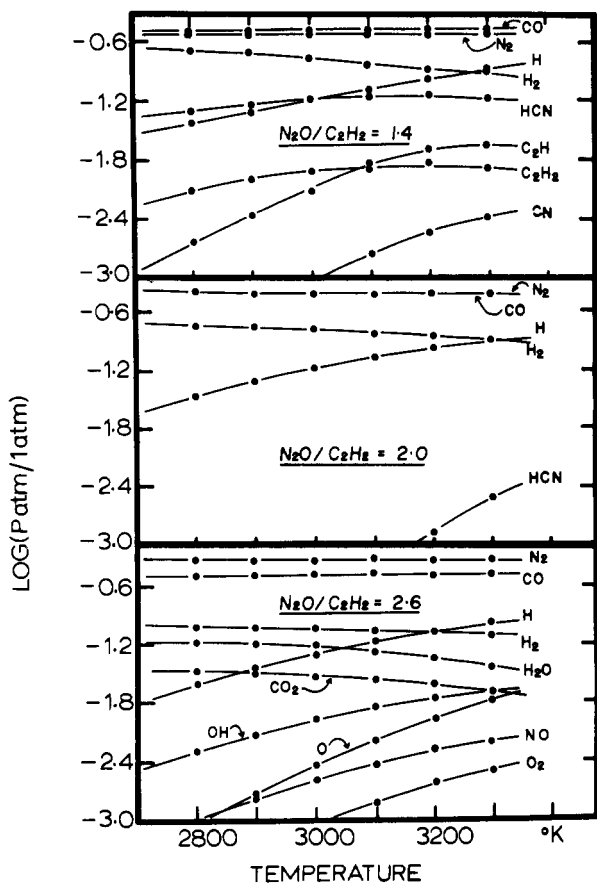 LOG(Patm/1atm)
-0.6
-1.2
-1.8
-2.4
-3.0
CO
N₂
H
H₂
HCN
N₂O/C₂H₂ = 1.4
C₂H
C₂H₂
CN
-0.6
-1.2
-1.8
-2.4
-3.0
N₂
CO
H
H₂
N₂O/C₂H₂ = 2.0
HCN
-0.6
-1.2
-1.8
-2.4
-3.0
N₂
CO
N₂O/C₂H₂ = 2.6
H
H₂
H₂O
CO₂
OH
O
NO
O₂
2800 3000 3200 °K
TEMPERATURE